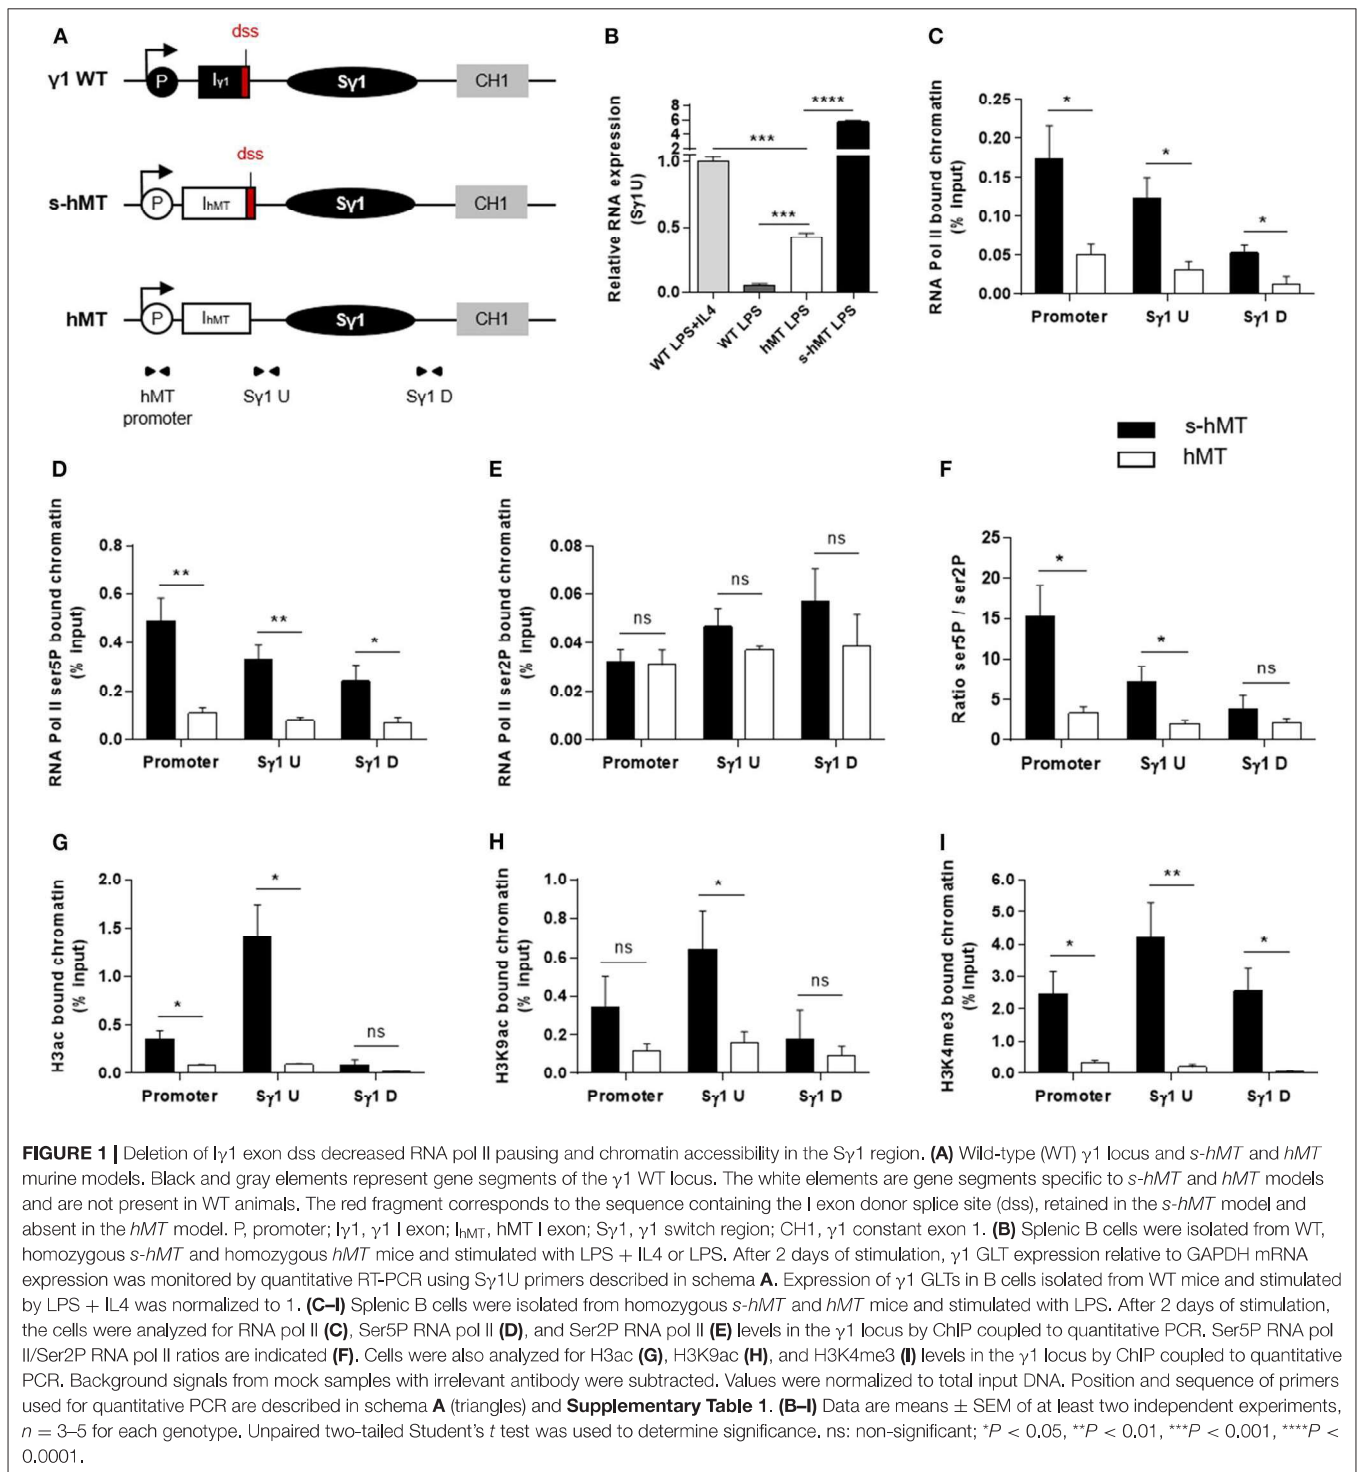 A
dss
γ1 WT
P
Iγ1
Sγ1
CH1
dss
s-hMT
P
IhMT
Sγ1
CH1
hMT
P
IhMT
Sγ1
CH1
hMT
promoter
Sγ1 U
Sγ1 D
B
Relative RNA expression
(Sγ1U)
8
6
4
2
1.0
0.5
0.0
***
***
****
WT LPS+IL4
WT LPS
hMT LPS
s-hMT LPS
C
RNA Pol II bound chromatin
(% Input)
0.25
0.20
0.15
0.10
0.05
0.00
*
*
*
Promoter Sγ1 U Sγ1 D
s-hMT
hMT
D
RNA Pol II ser5P bound chromatin
(% Input)
0.8
0.6
0.4
0.2
0.0
**
**
*
Promoter Sγ1 U Sγ1 D
E
RNA Pol II ser2P bound chromatin
(% Input)
0.08
0.06
0.04
0.02
0.00
ns
ns
ns
Promoter Sγ1 U Sγ1 D
F
Ratio ser5P / ser2P
25
20
15
10
5
0
*
*
ns
Promoter Sγ1 U Sγ1 D
G
H3ac bound chromatin
(% Input)
2.0
1.5
1.0
0.5
0.0
*
*
ns
Promoter Sγ1 U Sγ1 D
H
H3K9ac bound chromatin
(% Input)
1.0
0.8
0.6
0.4
0.2
0.0
ns
*
ns
Promoter Sγ1 U Sγ1 D
I
H3K4me3 bound chromatin
(% Input)
6.0
5.0
4.0
3.0
2.0
1.0
0.0
*
**
*
Promoter Sγ1 U Sγ1 D
FIGURE 1 | Deletion of Iγ1 exon dss decreased RNA pol II pausing and chromatin accessibility in the Sγ1 region. (A) Wild-type (WT) γ1 locus and s-hMT and hMT
murine models. Black and gray elements represent gene segments of the γ1 WT locus. The white elements are gene segments specific to s-hMT and hMT models
and are not present in WT animals. The red fragment corresponds to the sequence containing the I exon donor splice site (dss), retained in the s-hMT model and
absent in the hMT model. P, promoter; Iγ1, γ1 I exon; IhMT, hMT I exon; Sγ1, γ1 switch region; CH1, γ1 constant exon 1. (B) Splenic B cells were isolated from WT,
homozygous s-hMT and homozygous hMT mice and stimulated with LPS + IL4 or LPS. After 2 days of stimulation, γ1 GLT expression relative to GAPDH mRNA
expression was monitored by quantitative RT-PCR using Sγ1U primers described in schema A. Expression of γ1 GLTs in B cells isolated from WT mice and stimulated
by LPS + IL4 was normalized to 1. (C–I) Splenic B cells were isolated from homozygous s-hMT and hMT mice and stimulated with LPS. After 2 days of stimulation,
the cells were analyzed for RNA pol II (C), Ser5P RNA pol II (D), and Ser2P RNA pol II (E) levels in the γ1 locus by ChIP coupled to quantitative PCR. Ser5P RNA pol
II/Ser2P RNA pol II ratios are indicated (F). Cells were also analyzed for H3ac (G), H3K9ac (H), and H3K4me3 (I) levels in the γ1 locus by ChIP coupled to quantitative
PCR. Background signals from mock samples with irrelevant antibody were subtracted. Values were normalized to total input DNA. Position and sequence of primers
used for quantitative PCR are described in schema A (triangles) and Supplementary Table 1. (B–I) Data are means ± SEM of at least two independent experiments,
n = 3–5 for each genotype. Unpaired two-tailed Student's t test was used to determine significance. ns: non-significant; *P < 0.05, **P < 0.01, ***P < 0.001, ****P <
0.0001.